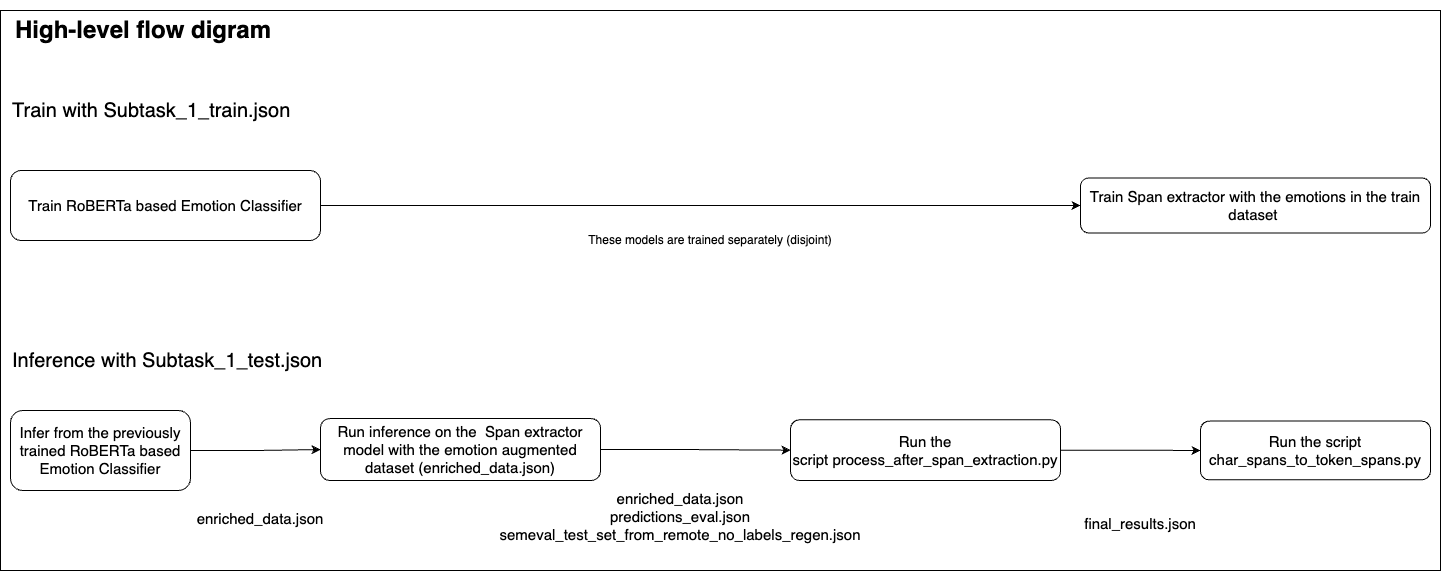 High-level flow digram
Train with Subtask_1_train.json
Train RoBERTa based Emotion Classifier
Train Span extractor with the emotions in the train
dataset
These models are trained separately (disjoint)
Inference with Subtask_1_test.json
Infer from the previously
trained RoBERTa based
Emotion Classifier
Run inference on the Span extractor
model with the emotion augmented
dataset (enriched_data.json)
Run the
script process_after_span_extraction.py
Run the script
char_spans_to_token_spans.py
enriched_data.json
enriched_data.json
predictions_eval.json
semeval_test_set_from_remote_no_labels_regen.json
final_results.json